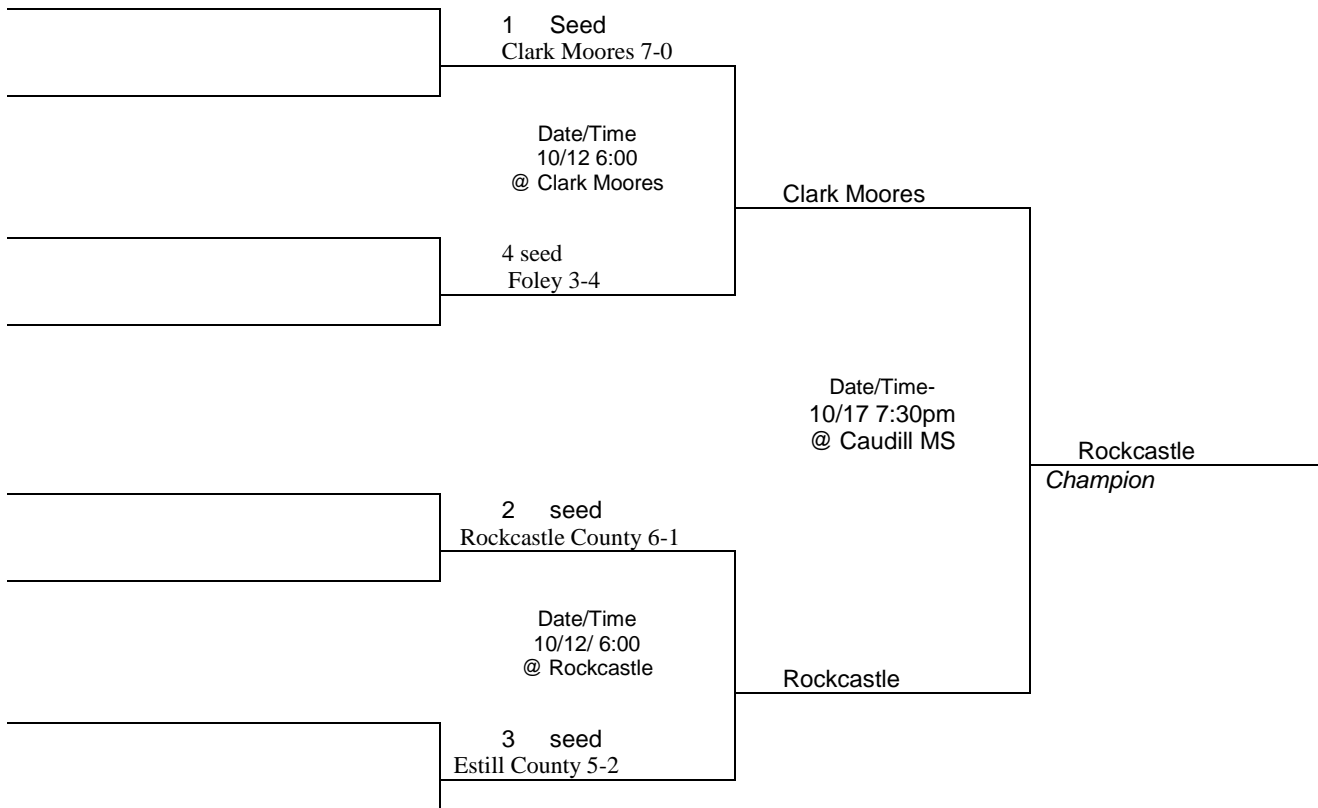 1 Seed
Clark Moores 7-0
Date/Time
10/12 6:00
@ Clark Moores
Clark Moores
4 seed
Foley 3-4
Date/Time-
10/17 7:30pm
@ Caudill MS
Rockcastle
Champion
2 seed
Rockcastle County 6-1
Date/Time
10/12/ 6:00
@ Rockcastle
Rockcastle
3 seed
Estill County 5-2